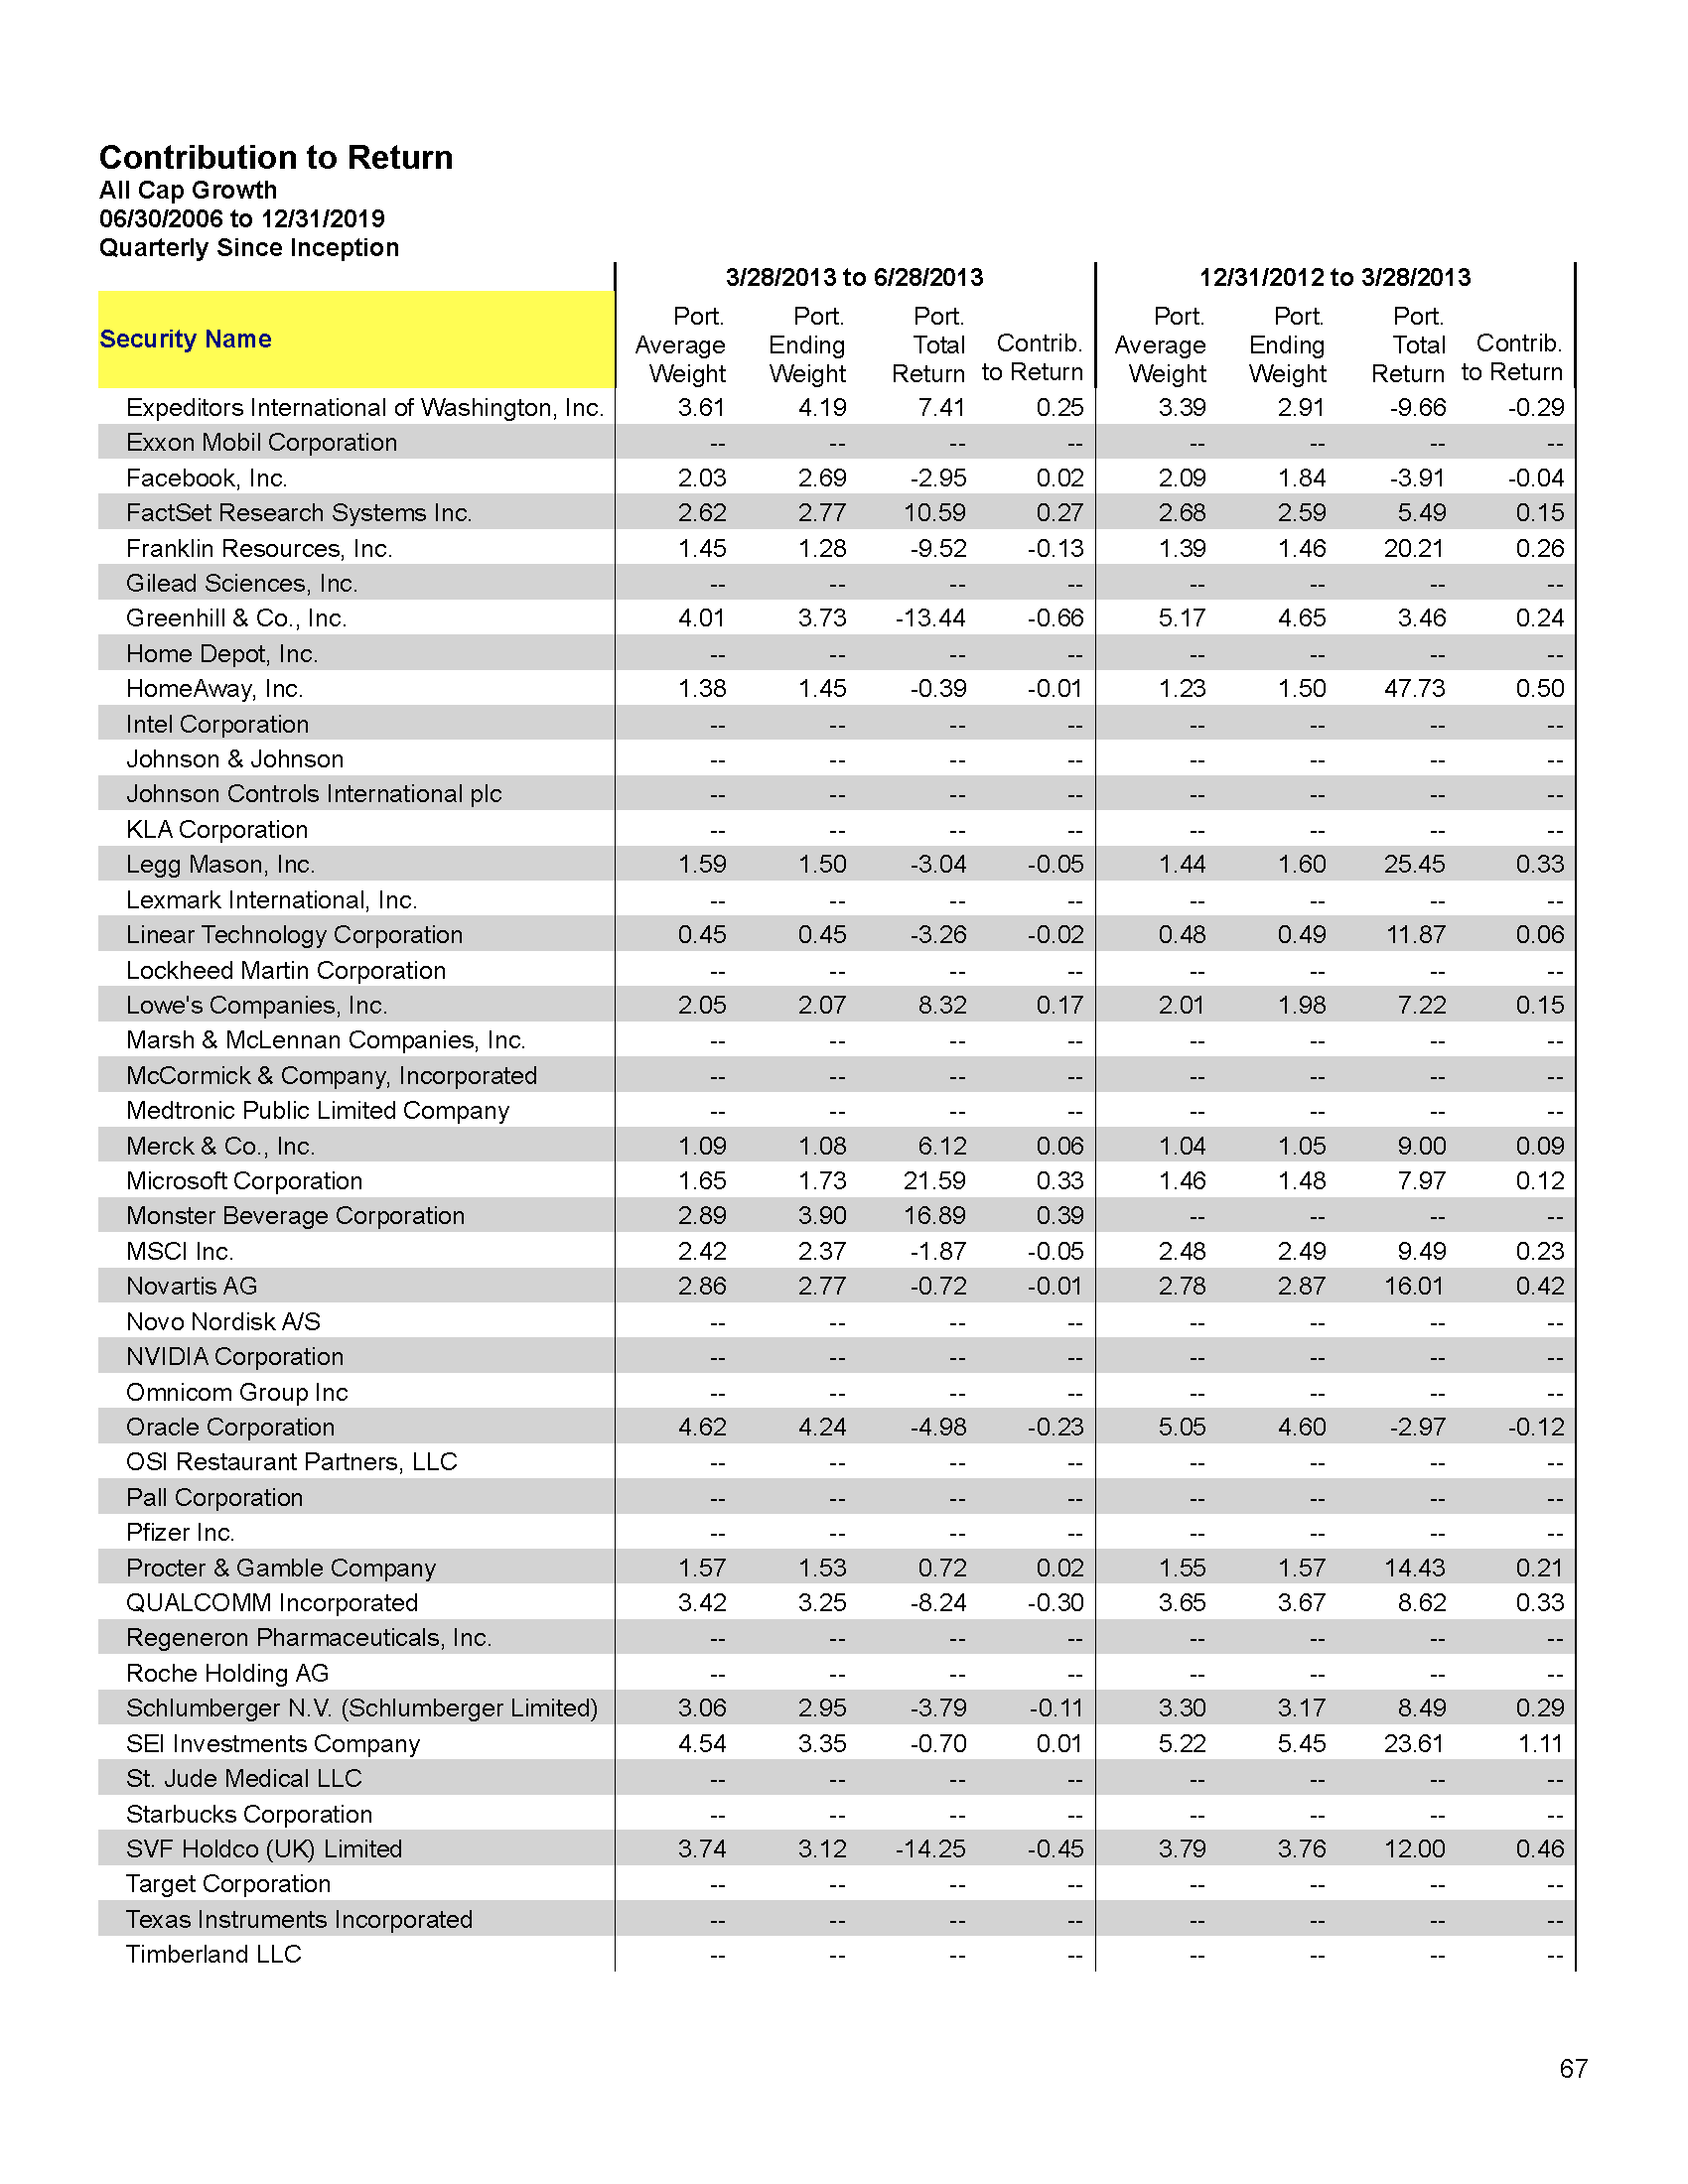 Contribution to Return
All Cap Growth
06/30/2006 to 12/31/2019
Quarterly Since Inception
3/28/2013 to 6/28/2013 12/31/2012 to 3/28/2013
Security Name Port. Average Weight Port. Ending Weight Port. Total Return Contrib. to Return Port. Average Weight Port. Ending Weight Port. Total Return Contrib. to Return
Expeditors International of Washington, Inc. 3.61 4.19 7.41 0.25 3.39 2.91 -9.66 -0.29
Exxon Mobil Corporation -- -- -- -- -- -- -- --
Facebook, Inc. 2.03 2.69 -2.95 0.02 2.09 1.84 -3.91 -0.04
FactSet Research Systems Inc. 2.62 2.77 10.59 0.27 2.68 2.59 5.49 0.15
Franklin Resources, Inc. 1.45 1.28 -9.52 -0.13 1.39 1.46 20.21 0.26
Gilead Sciences, Inc. -- -- -- -- -- -- -- --
Greenhill & Co., Inc. 4.01 3.73 -13.44 -0.66 5.17 4.65 3.46 0.24
Home Depot, Inc. -- -- -- -- -- -- -- --
HomeAway, Inc. 1.38 1.45 -0.39 -0.01 1.23 1.50 47.73 0.50
Intel Corporation -- -- -- -- -- -- -- --
Johnson & Johnson -- -- -- -- -- -- -- --
Johnson Controls International plc -- -- -- -- -- -- -- --
KLA Corporation -- -- -- -- -- -- -- --
Legg Mason, Inc. 1.59 1.50 -3.04 -0.05 1.44 1.60 25.45 0.33
Lexmark International, Inc. -- -- -- -- -- -- -- --
Linear Technology Corporation 0.45 0.45 -3.26 -0.02 0.48 0.49 11.87 0.06
Lockheed Martin Corporation -- -- -- -- -- -- -- --
Lowe's Companies, Inc. 2.05 2.07 8.32 0.17 2.01 1.98 7.22 0.15
Marsh & McLennan Companies, Inc. -- -- -- -- -- -- -- --
McCormick & Company, Incorporated -- -- -- -- -- -- -- --
Medtronic Public Limited Company -- -- -- -- -- -- -- --
Merck & Co., Inc. 1.09 1.08 6.12 0.06 1.04 1.05 9.00 0.09
Microsoft Corporation 1.65 1.73 21.59 0.33 1.46 1.48 7.97 0.12
Monster Beverage Corporation 2.89 3.90 16.89 0.39 -- -- -- --
MSCI Inc. 2.42 2.37 -1.87 -0.05 2.48 2.49 9.49 0.23
Novartis AG 2.86 2.77 -0.72 -0.01 2.78 2.87 16.01 0.42
Novo Nordisk A/S -- -- -- -- -- -- -- --
NVIDIA Corporation -- -- -- -- -- -- -- --
Omnicom Group Inc -- -- -- -- -- -- -- --
Oracle Corporation 4.62 4.24 -4.98 -0.23 5.05 4.60 -2.97 -0.12
OSI Restaurant Partners, LLC -- -- -- -- -- -- -- --
Pall Corporation -- -- -- -- -- -- -- --
Pfizer Inc. -- -- -- -- -- -- -- --
Procter & Gamble Company 1.57 1.53 0.72 0.02 1.55 1.57 14.43 0.21
QUALCOMM Incorporated 3.42 3.25 -8.24 -0.30 3.65 3.67 8.62 0.33
Regeneron Pharmaceuticals, Inc. -- -- -- -- -- -- -- --
Roche Holding AG -- -- -- -- -- -- -- --
Schlumberger N.V. (Schlumberger Limited) 3.06 2.95 -3.79 -0.11 3.30 3.17 8.49 0.29
SEI Investments Company 4.54 3.35 -0.70 0.01 5.22 5.45 23.61 1.11
St. Jude Medical LLC -- -- -- -- -- -- -- --
Starbucks Corporation -- -- -- -- -- -- -- --
SVF Holdco (UK) Limited 3.74 3.12 -14.25 -0.45 3.79 3.76 12.00 0.46
Target Corporation -- -- -- -- -- -- -- --
Texas Instruments Incorporated -- -- -- -- -- -- -- --
Timberland LLC -- -- -- -- -- -- -- --
67